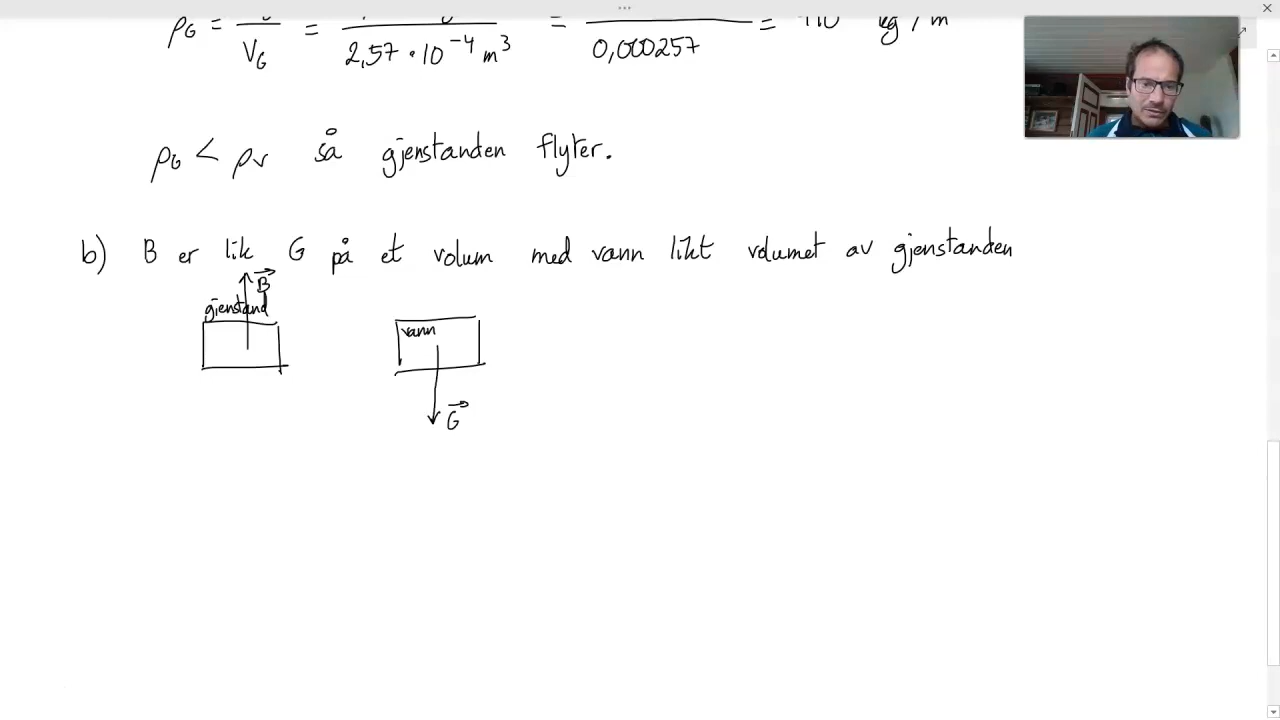 ρG = — = — = — = kg/m
VG 2,57 · 10⁻⁴ m³ 0,000257
ρG < ρv så gjenstanden flyter.
b) B er lik G på et volum med vann likt volumet av gjenstanden
B
gjenstand
vann
G